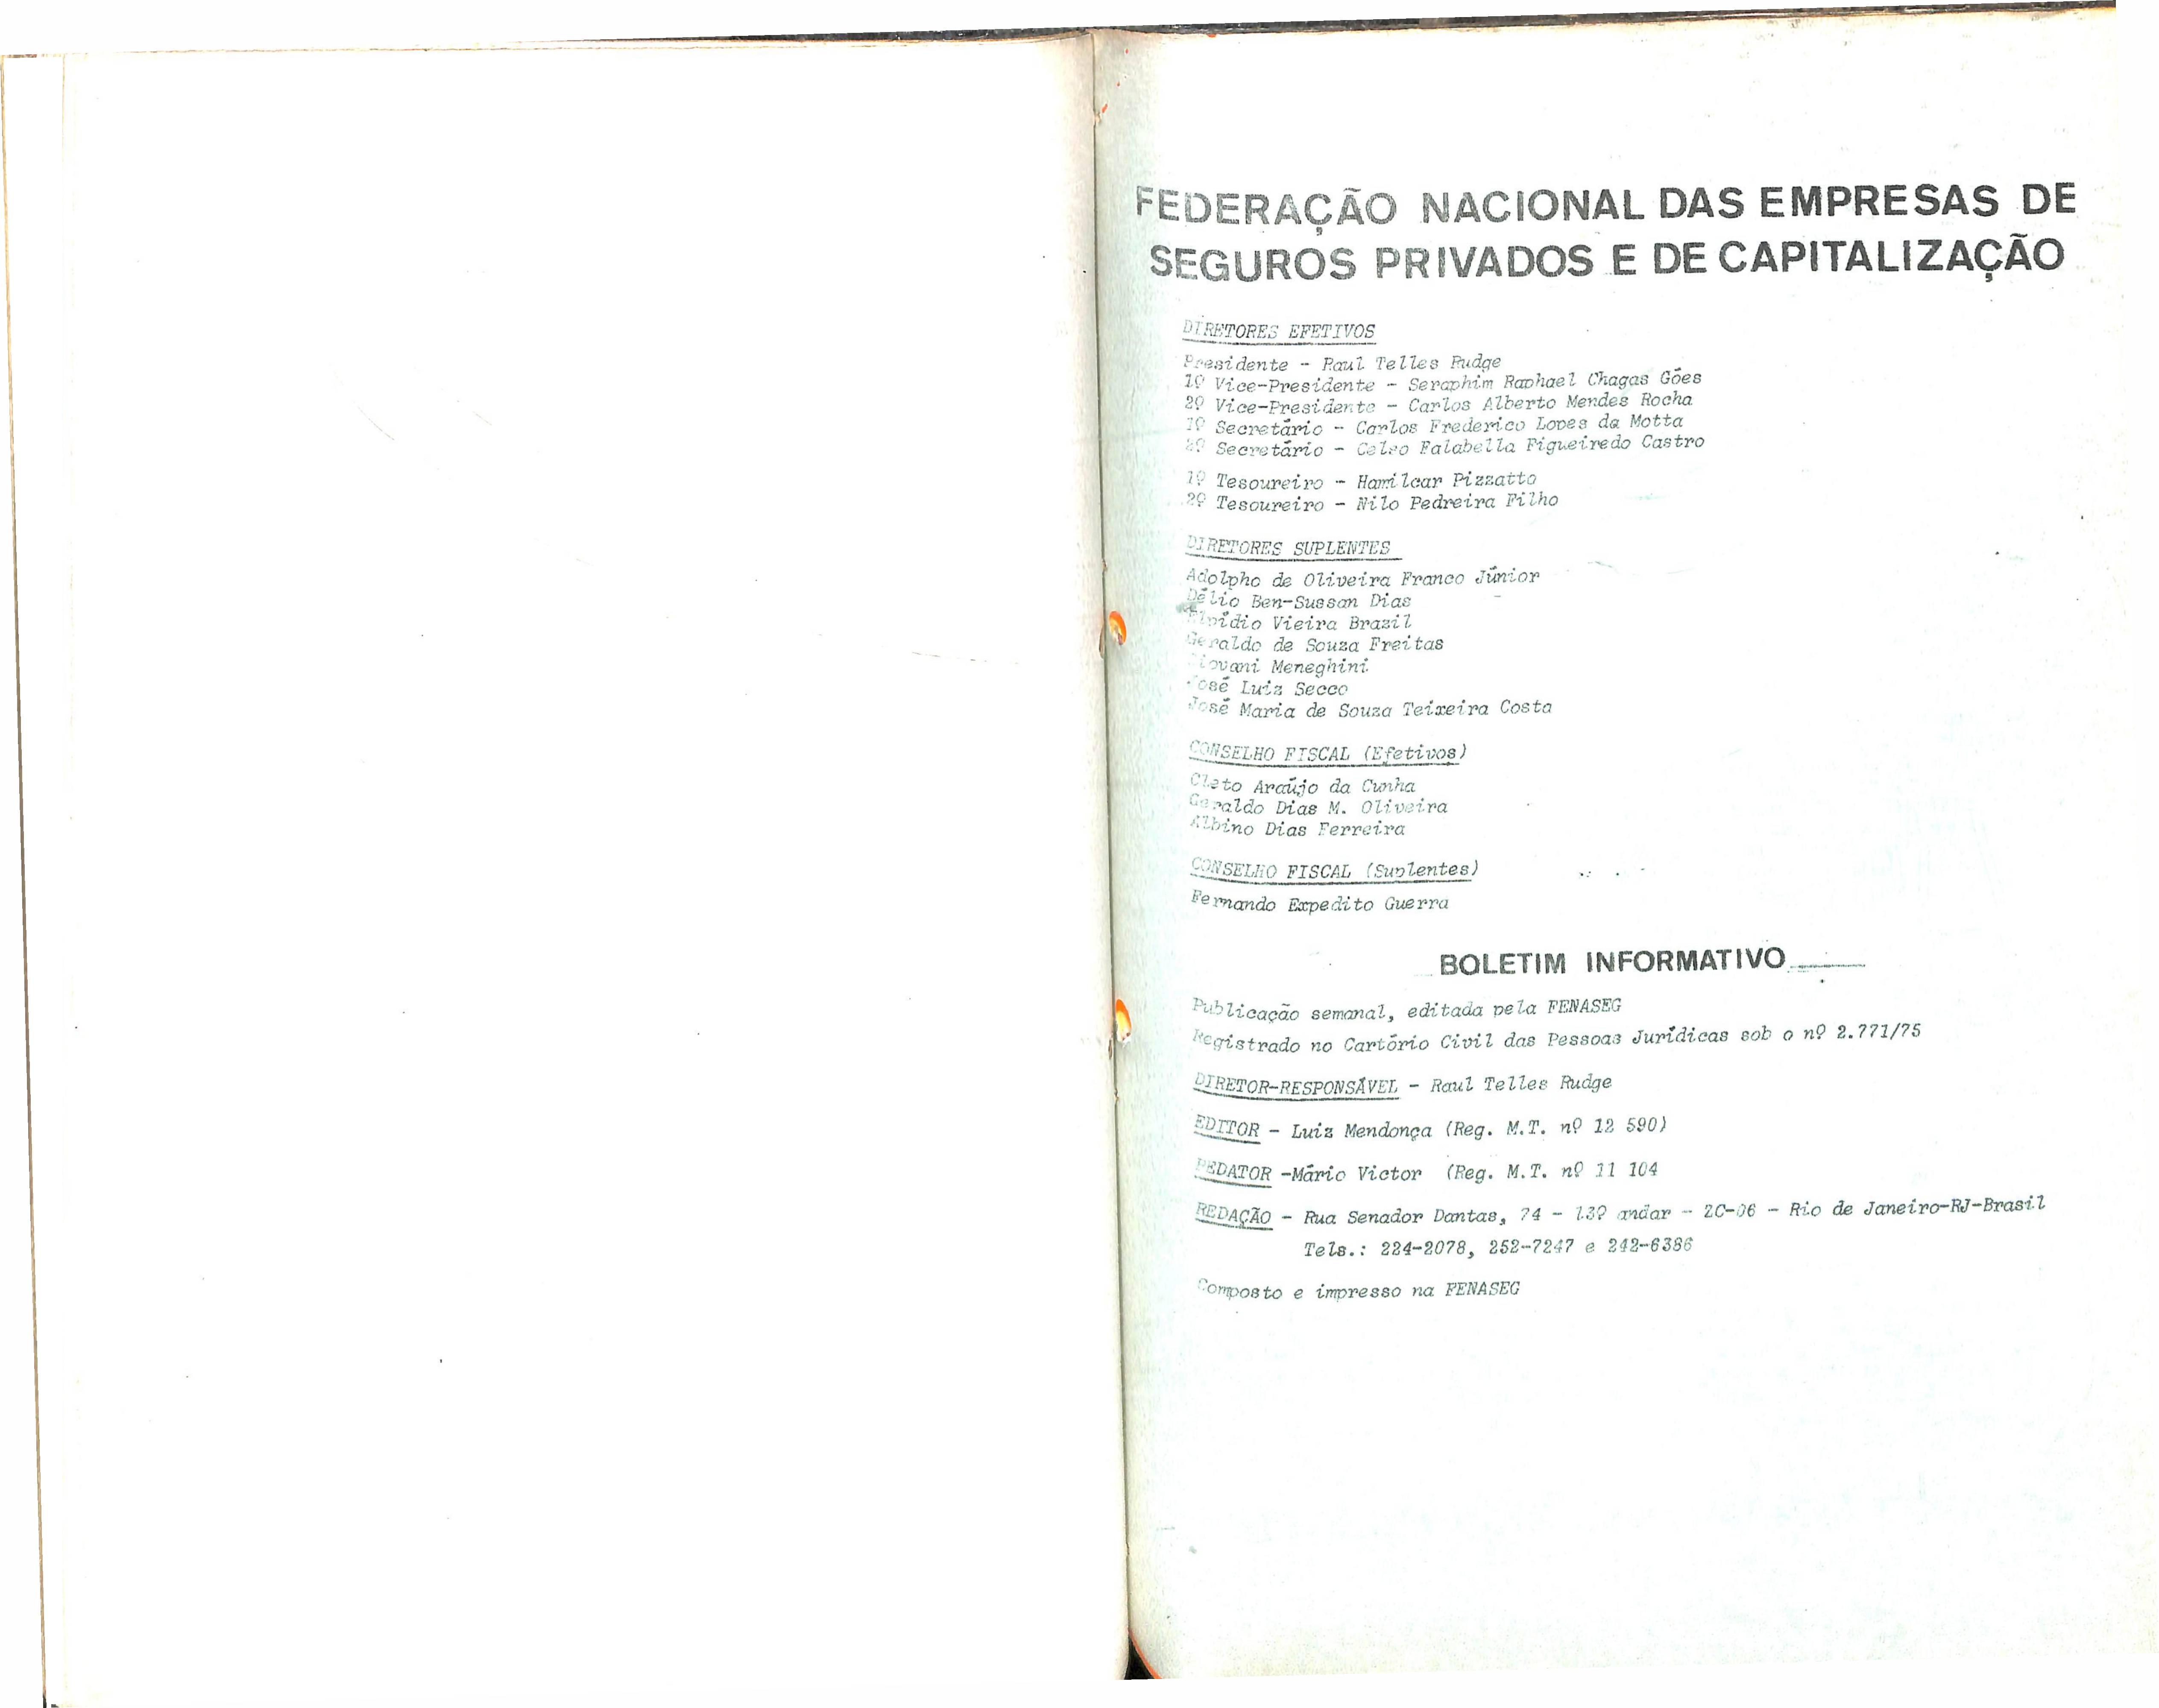 FEDERAÇÃO NACIONAL DAS EMPRESAS DE
SEGUROS PRIVADOS E DE CAPITALIZAÇÃO
DIRETORES EFETIVOS
Presidente - Raul Telles Rudge
1º Vice-Presidente - Seraphim Raphael Chagas Góes
2º Vice-Presidente - Carlos Alberto Mendes Rocha
1º Secretário - Carlos Frederico Lopes da Motta
2º Secretário - Celso Falabella Figueiredo Castro
1º Tesoureiro - Hamilcar Pizzatto
2º Tesoureiro - Nilo Pedreira Filho
DIRETORES SUPLENTES
Adolpho de Oliveira Franco Júnior
Délio Ben-Sussan Dias
Vieira Brazil
Geraldo de Souza Freitas
Giovani Meneghini
José Luiz Secco
José Maria de Souza Teixeira Costa
CONSELHO FISCAL (Efetivos)
Cleto Araújo da Cunha
Geraldo Dias M. Oliveira
Albino Dias Ferreira
CONSELHO FISCAL (Suplentes)
Fernando Expedito Guerra
BOLETIM INFORMATIVO
Publicação semanal, editada pela FENASEG
Registrado no Cartório Civil das Pessoas Jurídicas sob o nº 2.771/75
DIRETOR-RESPONSÁVEL - Raul Telles Rudge
EDITOR - Luiz Mendonça (Reg. M.T. nº 12 590)
REDATOR -Mário Victor (Reg. M.T. nº 11 104
REDAÇÃO - Rua Senador Dantas, 74 - 13º andar - ZC-06 - Rio de Janeiro-RJ-Brasil
Tels.: 224-2078, 252-7247 e 242-6386
Composto e impresso na FENASEG